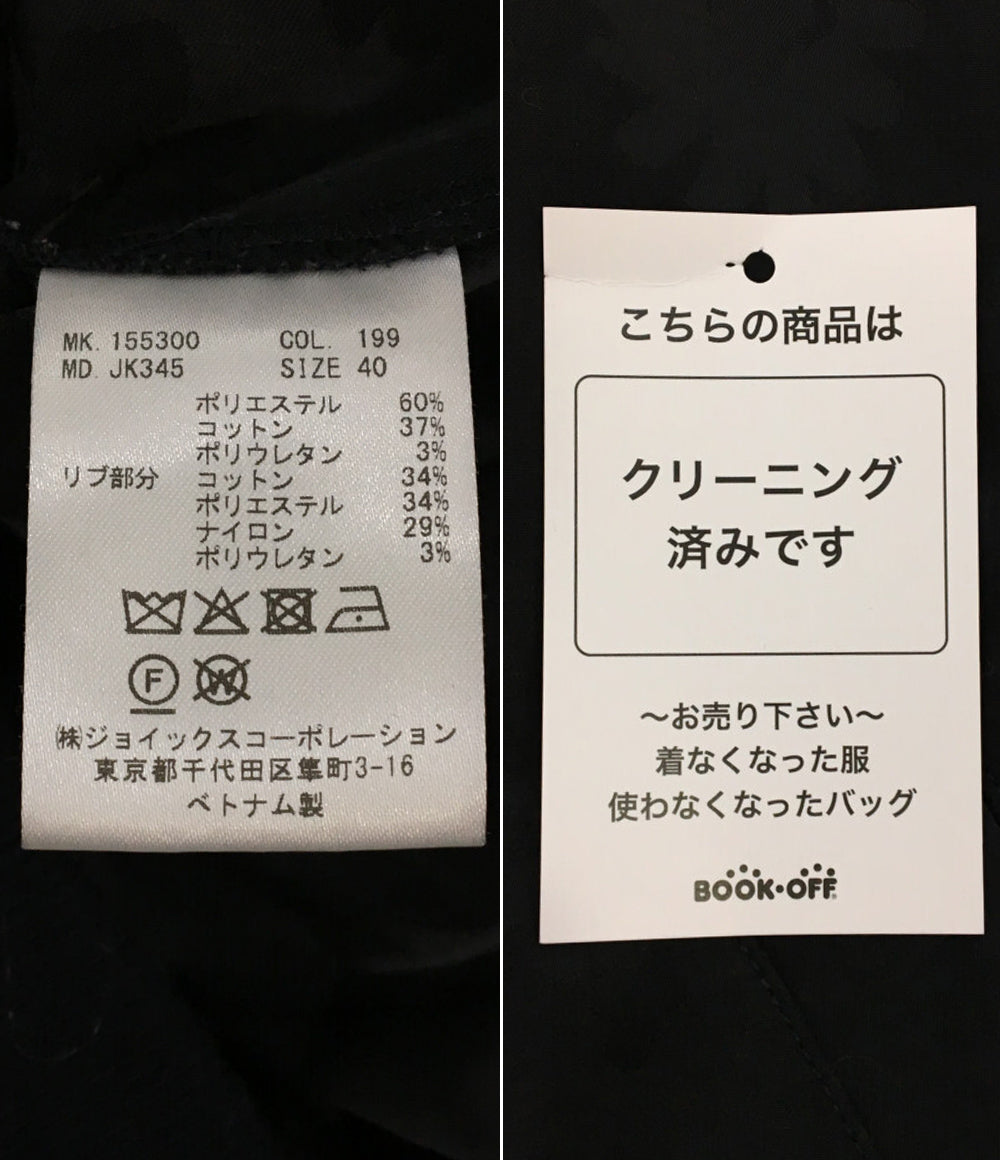 MK. 155300 COL. 199
MD. JK345 SIZE 40
ポリエステル 60%
コットン 37%
ポリウレタン 3%
リブ部分 コットン 34%
ポリエステル 34%
ナイロン 29%
ポリウレタン 3%
F W
㈱ジョイックスコーポレーション
東京都千代田区隼町3-16
ベトナム製
こちらの商品は
クリーニング
済みです
〜お売り下さい〜
着なくなった服
使わなくなったバッグ
BOOK・OFF